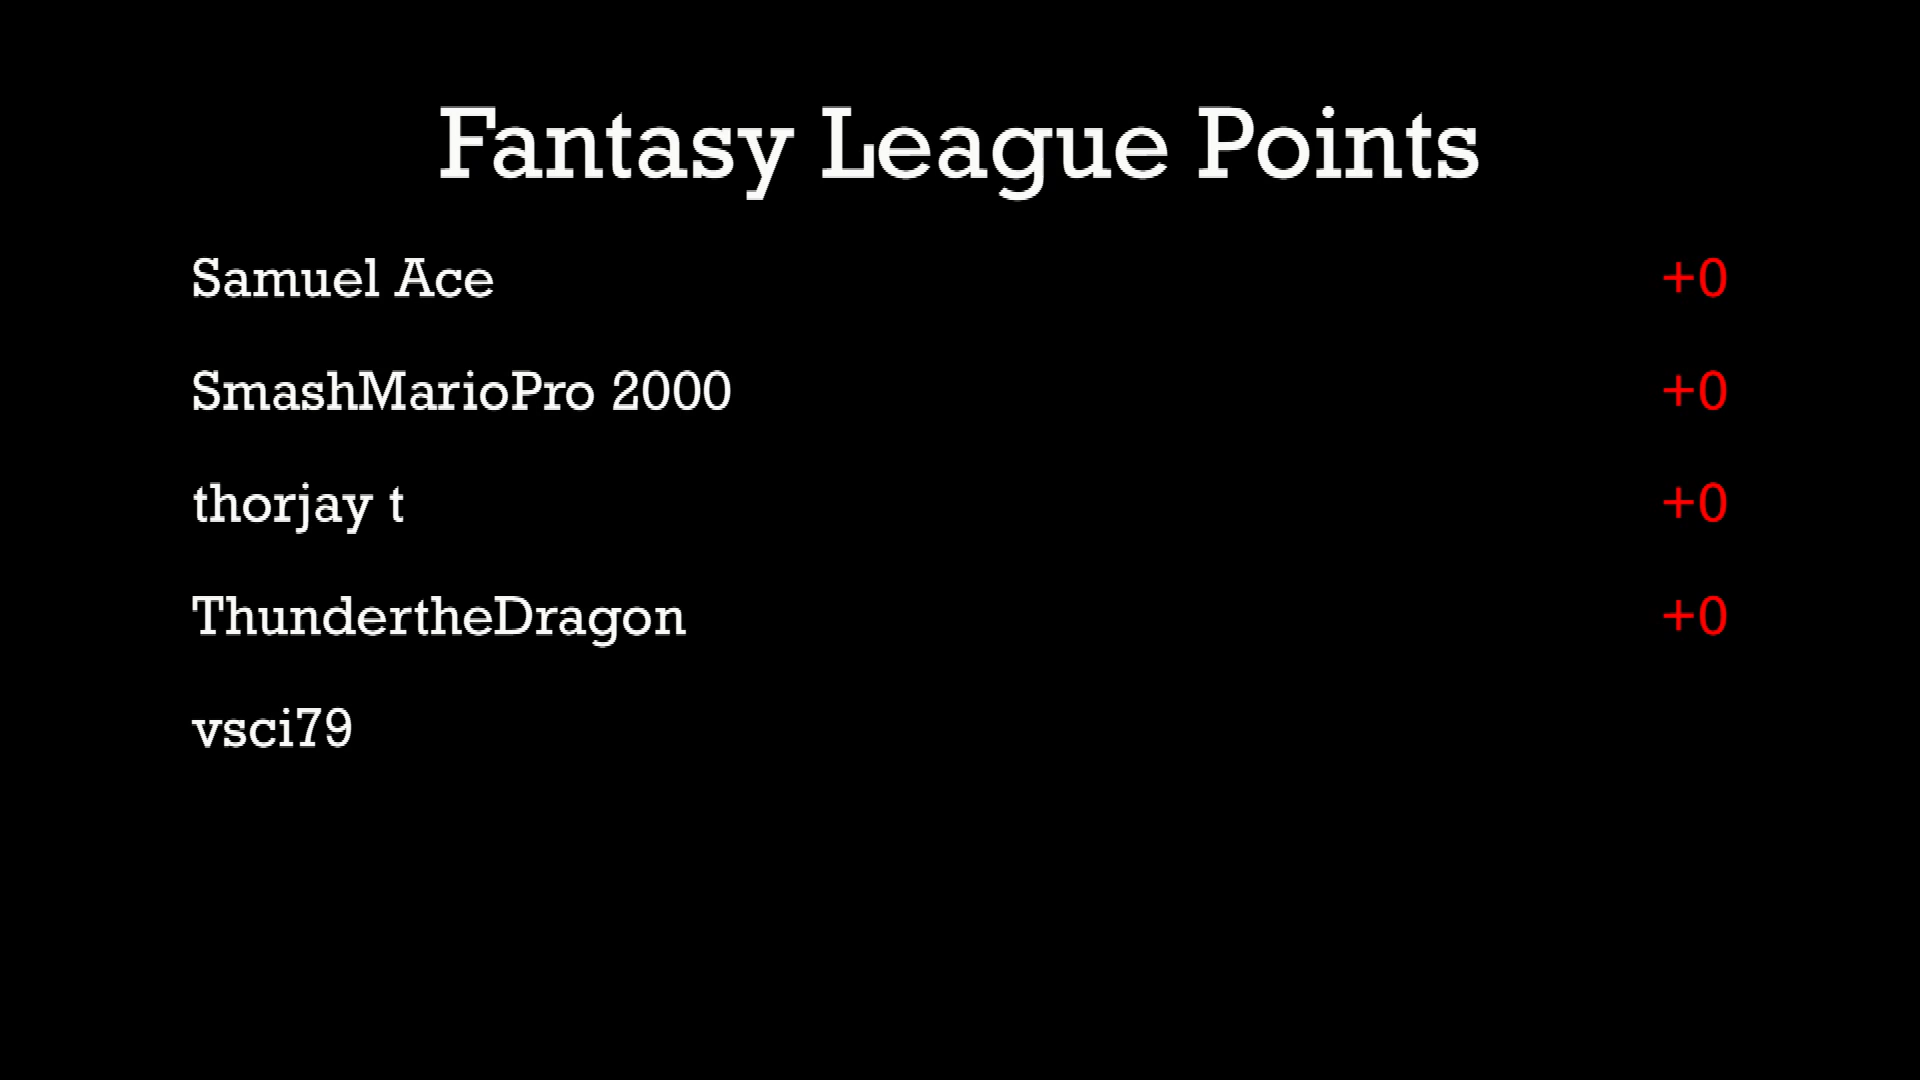 Fantasy League Points
Samuel Ace +0
SmashMarioPro 2000 +0
thorjay t +0
ThundertheDragon +0
vsci79